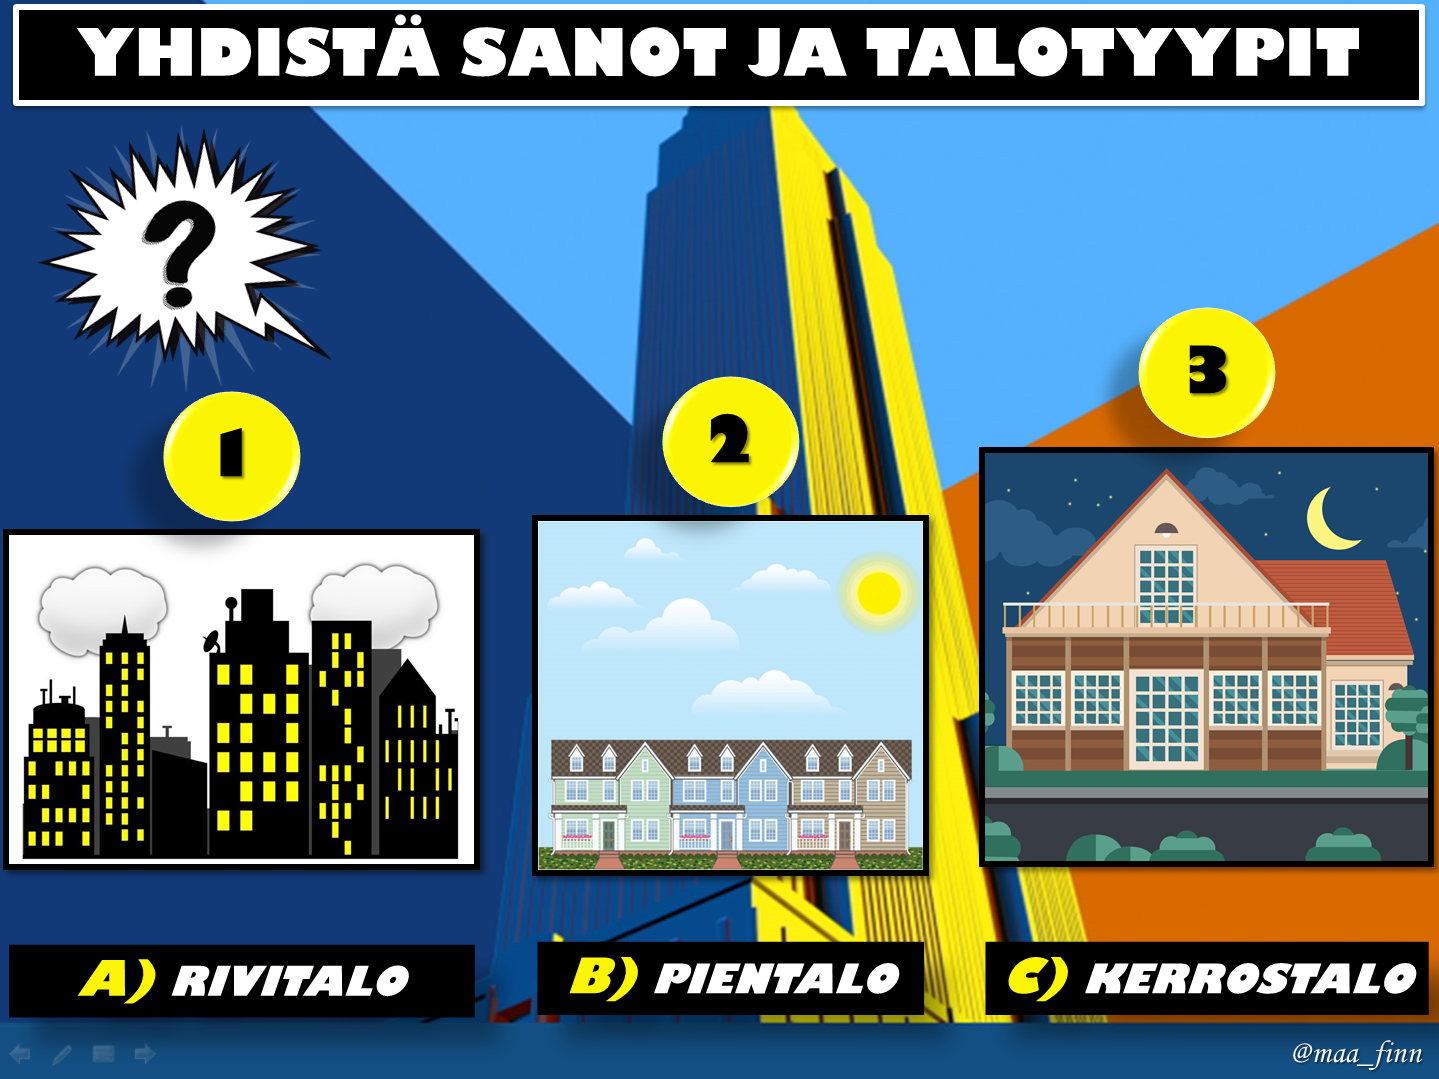 YHDISTÄ SANOT JA TALOTYYPIT
?
3
2
1
A) RIVITALO
B) PIENTALO
C) KERROSTALO
@maa_finn